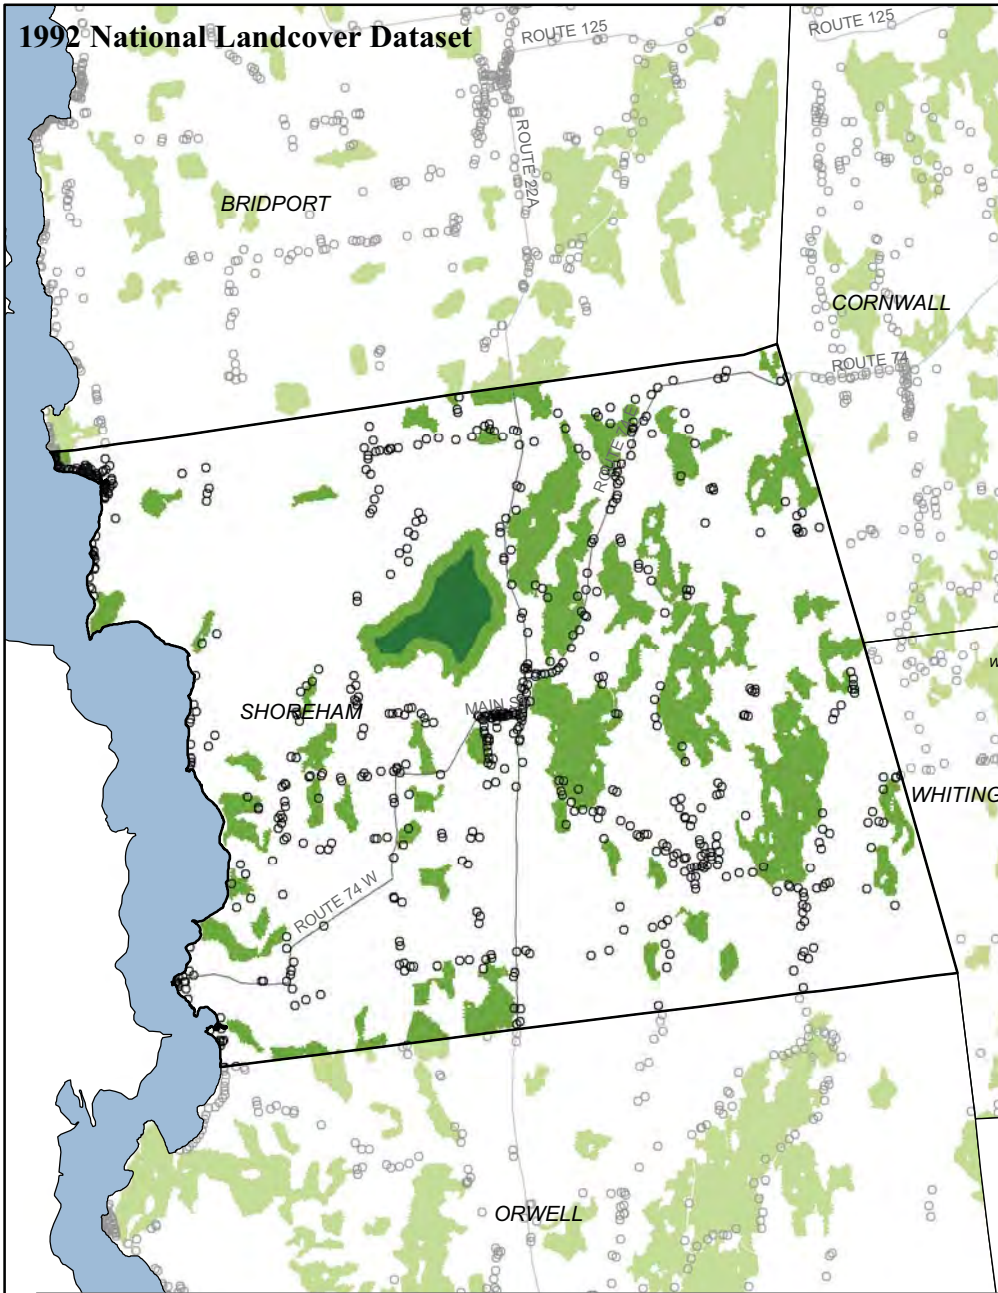 1992 National Landcover Dataset
ROUTE 125
ROUTE 125
ROUTE 22A
BRIDPORT
CORNWALL
ROUTE 74
ROUTE
W
SHOREHAM
MAIN S
WHITING
ROUTE 74 W
ORWELL